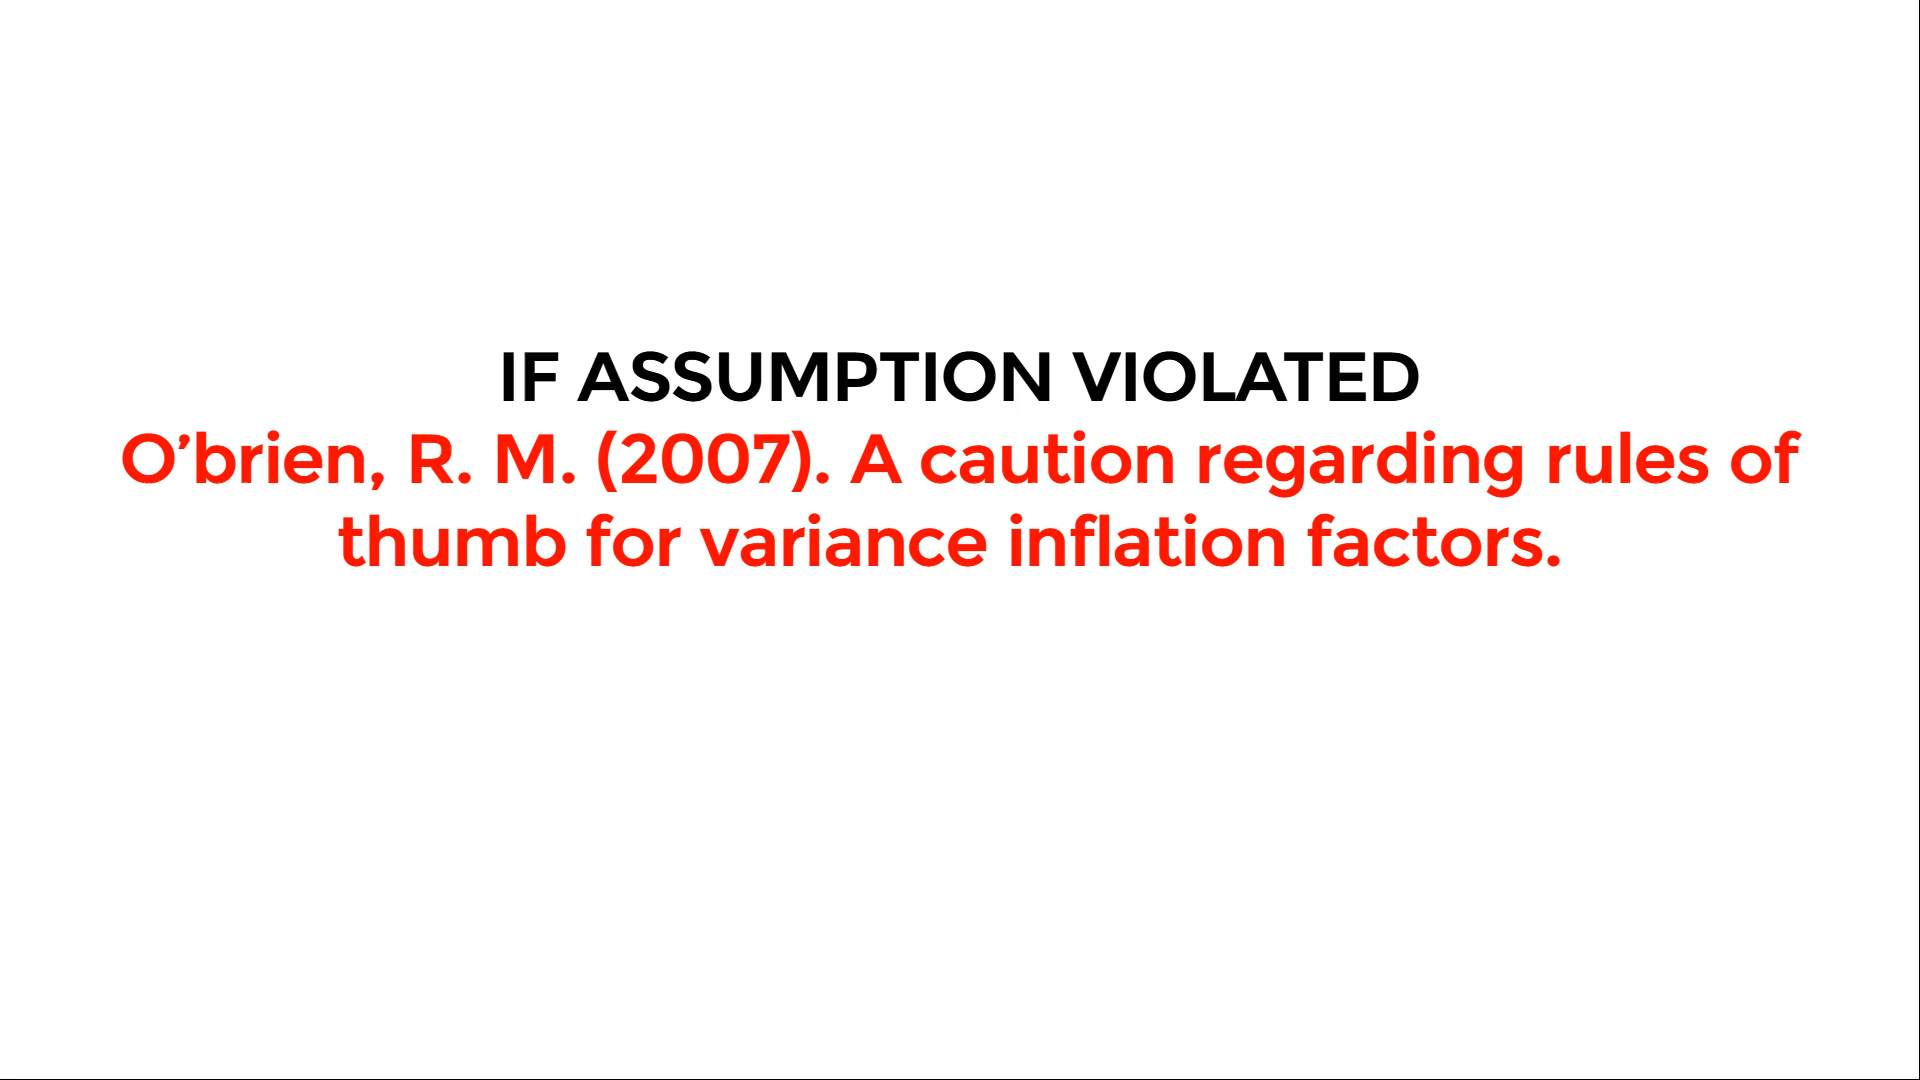 IF ASSUMPTION VIOLATED
O’brien, R. M. (2007). A caution regarding rules of
thumb for variance inflation factors.